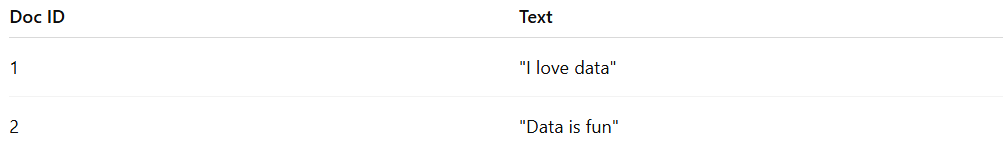 Doc ID Text
1 "I love data"
2 "Data is fun"